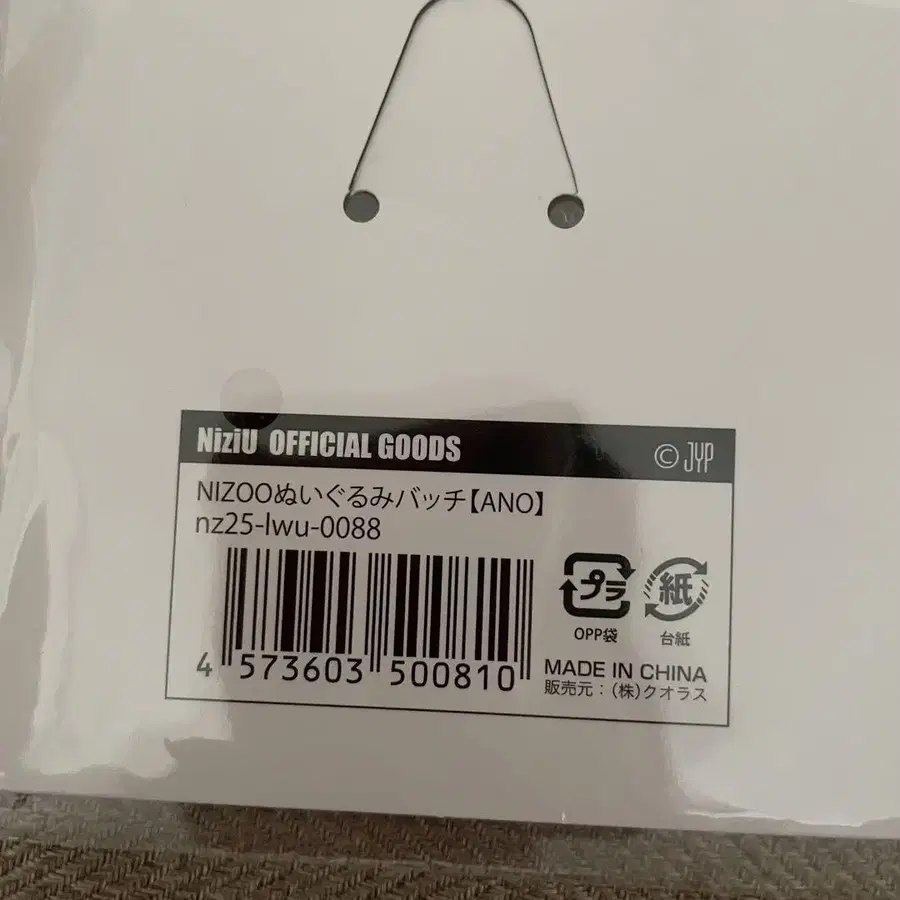 NiziU OFFICIAL GOODS
© JYP
NIZOOぬいぐるみバッチ【ANO】
nz25-lwu-0088
プラ
OPP袋
紙
台紙
4 573603 500810
MADE IN CHINA
販売元：(株)クオラス